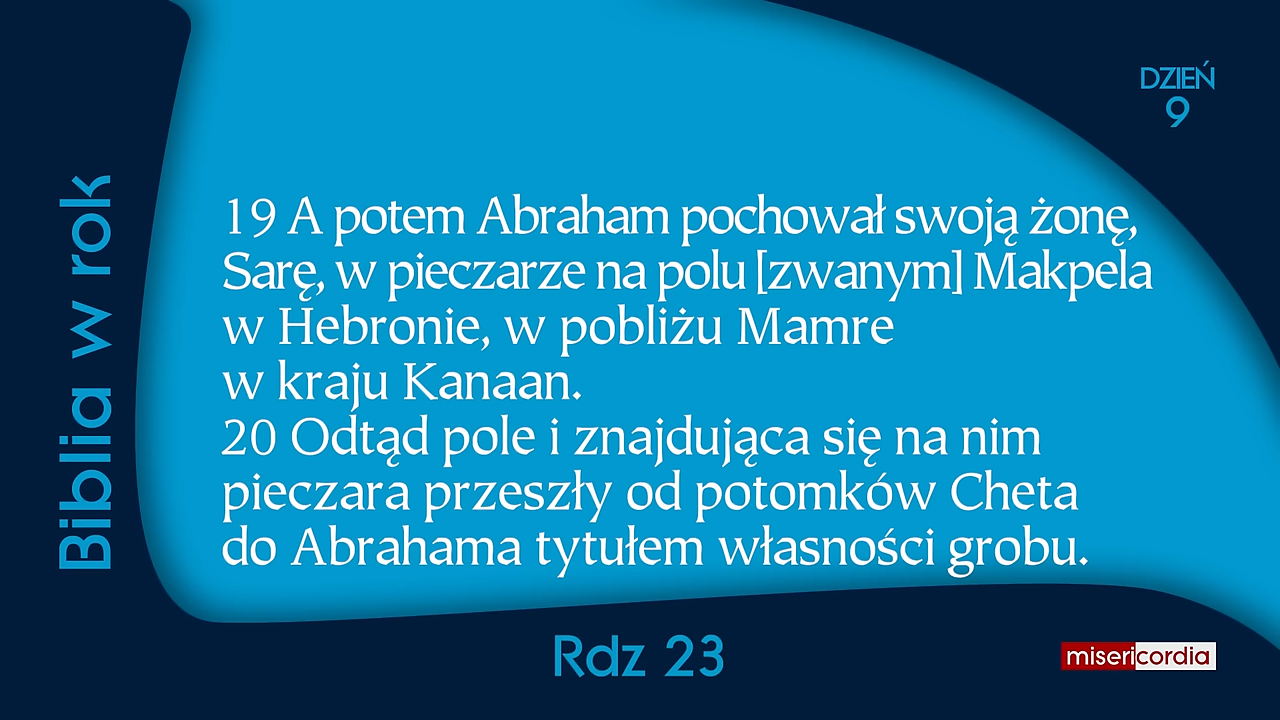 DZIEŃ
9
Biblia w rok
19 A potem Abraham pochował swoją żonę,
Sarę, w pieczarze na polu [zwanym] Makpela
w Hebronie, w pobliżu Mamre
w kraju Kanaan.
20 Odtąd pole i znajdująca się na nim
pieczara przeszły od potomków Cheta
do Abrahama tytułem własności grobu.
Rdz 23
misericordia